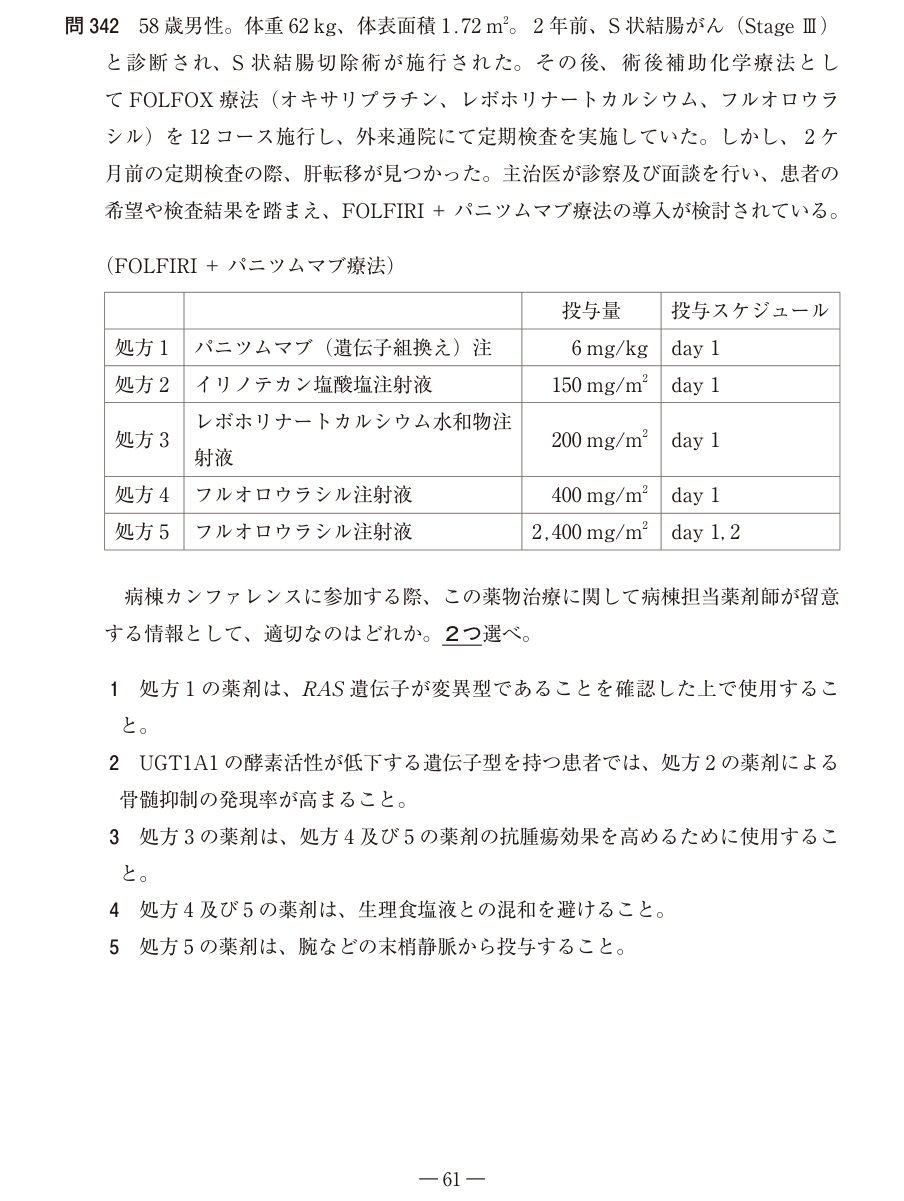 問 342 58 歳男性。体重 62 kg、体表面積 1.72 m²。2 年前、S 状結腸がん(Stage Ⅲ)
と診断され、S 状結腸切除術が施行された。その後、術後補助化学療法とし
て FOLFOX 療法(オキサリプラチン、レボホリナートカルシウム、フルオロウラ
シル)を 12 コース施行し、外来通院にて定期検査を実施していた。しかし、2 ケ
月前の定期検査の際、肝転移が見つかった。主治医が診察及び面談を行い、患者の
希望や検査結果を踏まえ、FOLFIRI + パニツムマブ療法の導入が検討されている。
(FOLFIRI + パニツムマブ療法)
投与量 投与スケジュール
処方 1 パニツムマブ(遺伝子組換え)注 6 mg/kg day 1
処方 2 イリノテカン塩酸塩注射液 150 mg/m² day 1
処方 3 レボホリナートカルシウム水和物注
射液 200 mg/m² day 1
処方 4 フルオロウラシル注射液 400 mg/m² day 1
処方 5 フルオロウラシル注射液 2,400 mg/m² day 1, 2
病棟カンファレンスに参加する際、この薬物治療に関して病棟担当薬剤師が留意
する情報として、適切なのはどれか。2つ選べ。
1 処方 1 の薬剤は、RAS 遺伝子が変異型であることを確認した上で使用するこ
と。
2 UGT1A1 の酵素活性が低下する遺伝子型を持つ患者では、処方 2 の薬剤による
骨髄抑制の発現率が高まること。
3 処方 3 の薬剤は、処方 4 及び 5 の薬剤の抗腫瘍効果を高めるために使用するこ
と。
4 処方 4 及び 5 の薬剤は、生理食塩液との混和を避けること。
5 処方 5 の薬剤は、腕などの末梢静脈から投与すること。
— 61 —